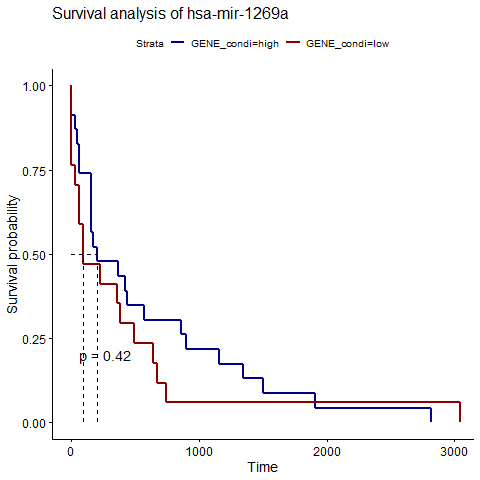 Survival analysis of hsa-mir-1269a
Strata GENE_condi=high GENE_condi=low
1.00
0.75
0.50
0.25
0.00
Survival probability
p = 0.42
0 1000 2000 3000
Time